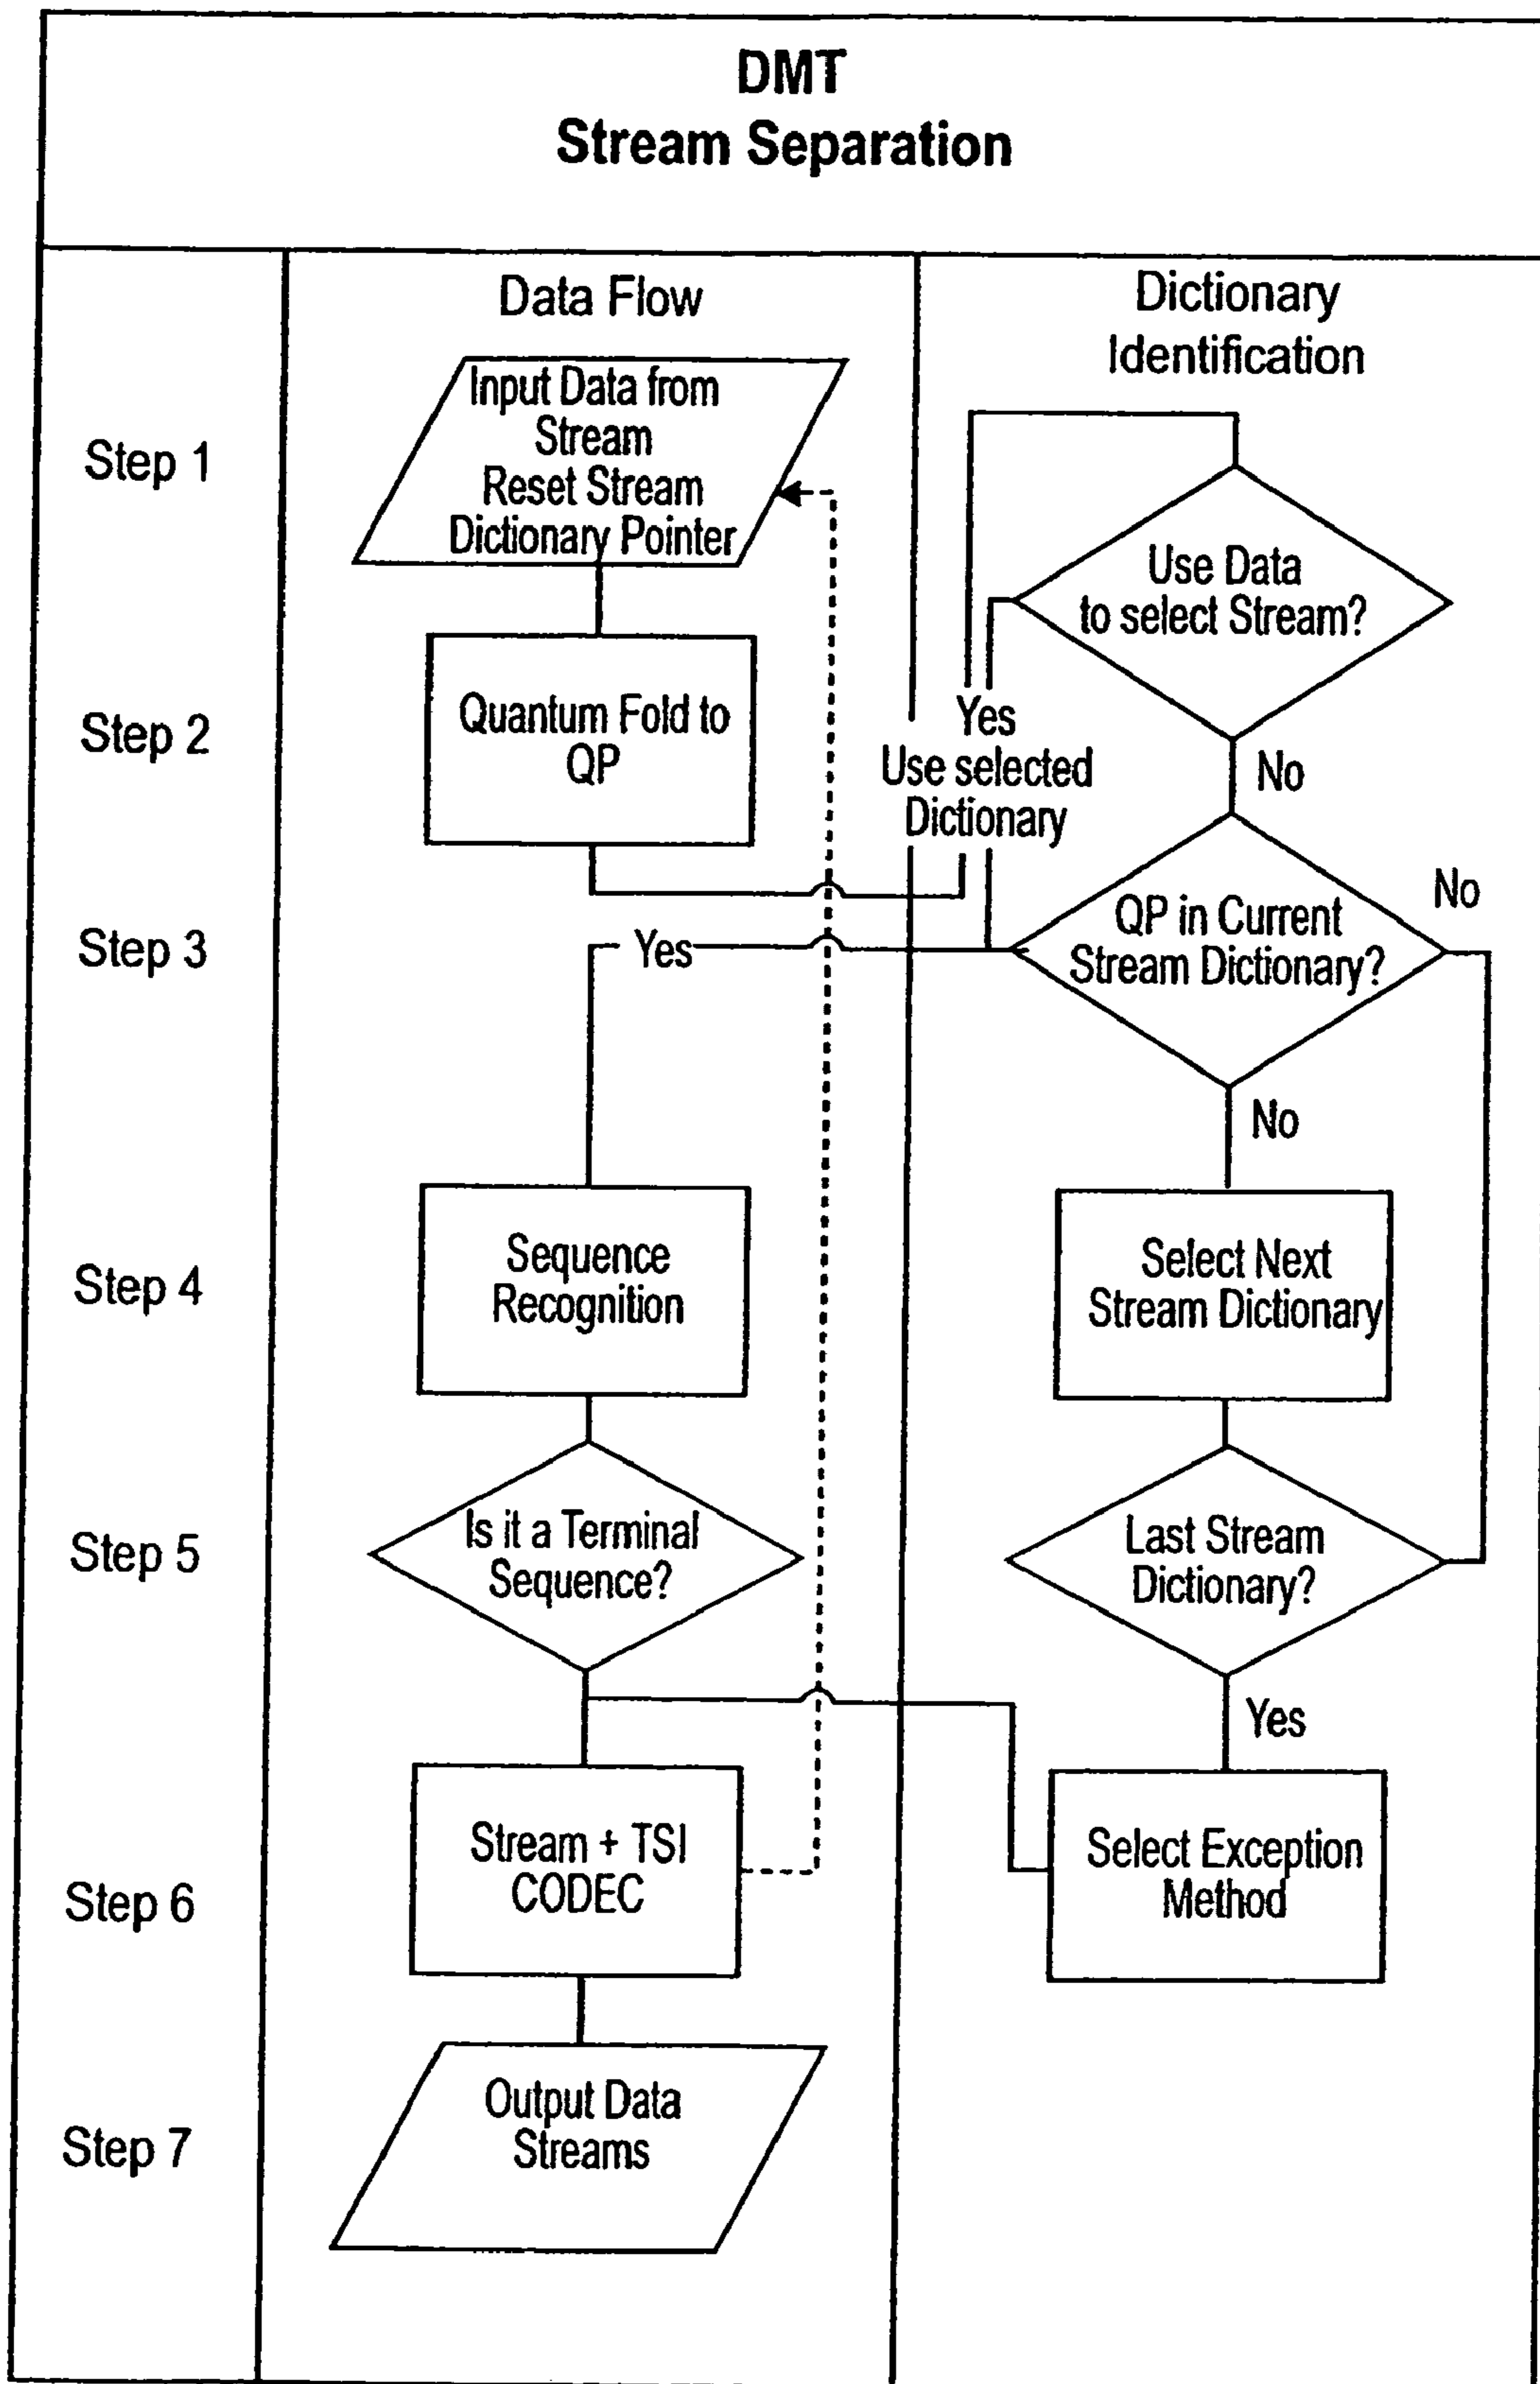 DMT
Stream Separation
Data Flow
Dictionary
Identification
Step 1
Input Data from
Stream
Reset Stream
Dictionary Pointer
Use Data
to select Stream?
Step 2
Quantum Fold to
QP
Yes
Use selected
Dictionary
No
Step 3
Yes
QP in Current
Stream Dictionary?
No
No
Step 4
Sequence
Recognition
Select Next
Stream Dictionary
Step 5
Is it a Terminal
Sequence?
Last Stream
Dictionary?
Yes
Step 6
Stream + TSI
CODEC
Select Exception
Method
Step 7
Output Data
Streams